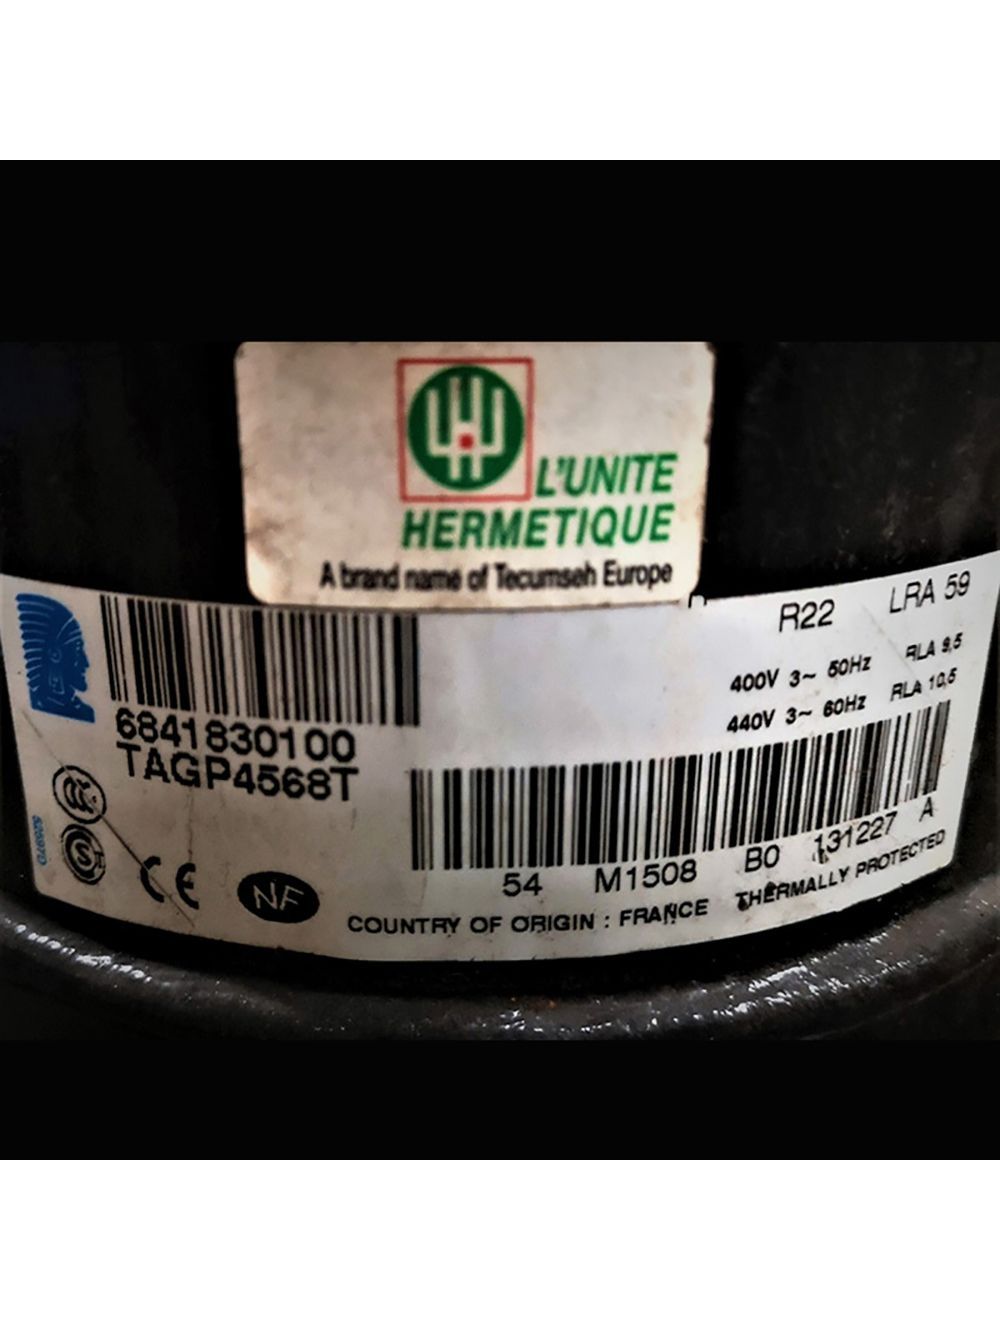 L'UNITE
HERMETIQUE
A brand name of Tecumseh Europe
R22 LRA 59
400V 3~ 50Hz RLA 9,5
440V 3~ 60Hz RLA 10,5
6841830100
TAGP4568T
54 M1508 B0 131227 A
CE NF
COUNTRY OF ORIGIN : FRANCE THERMALLY PROTECTED